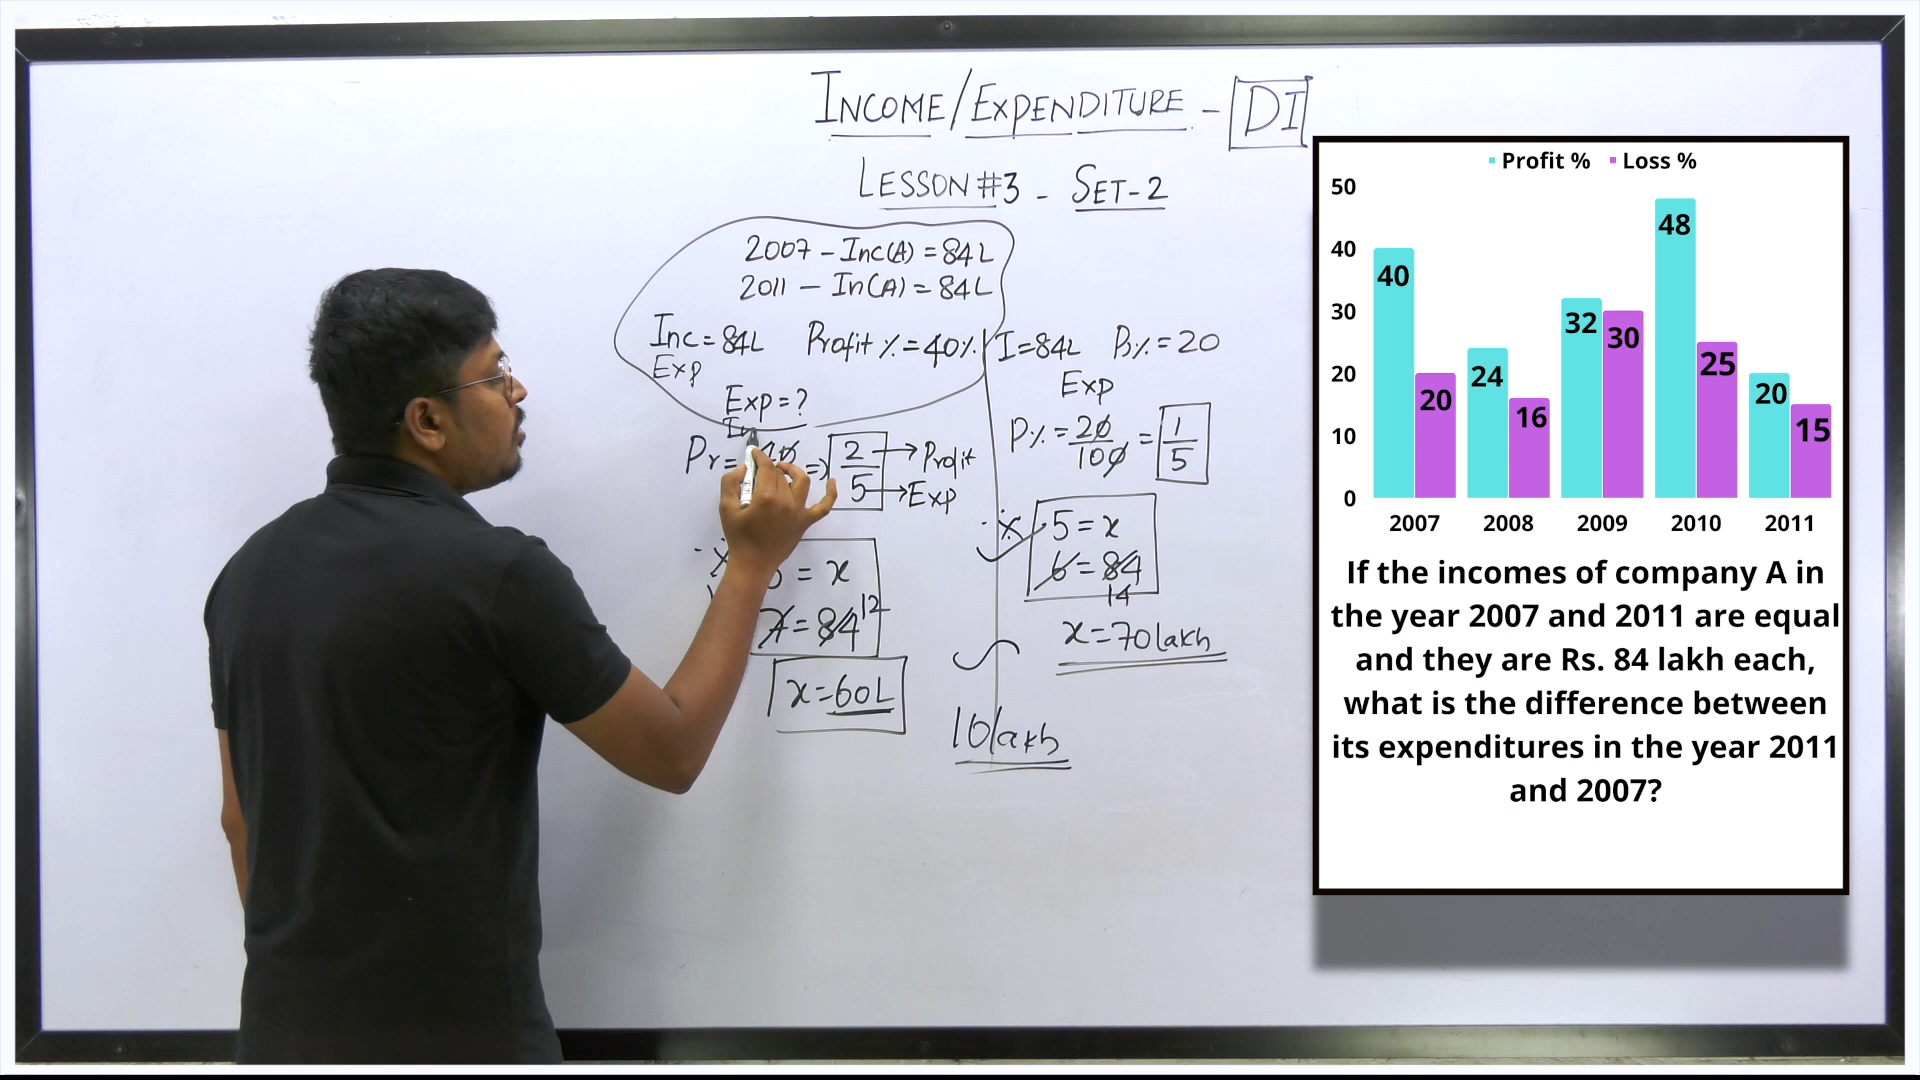 INCOME/EXPENDITURE - DI
LESSON #3 - SET-2
2007 - Inc(A) = 84L
2011 - In(A) = 84L
Inc = 84L Profit % = 40%
Exp
Exp = ?
Pr =
=> 2/5
Profit
Exp
= x
7 = 84 12
x = 60L
I = 84L P% = 20
Exp
P% = 20/100 = 1/5
5 = x
6 = 84
14
x = 70 lakh
10 lakh
Profit % Loss %
50
40
30
20
10
0
40 20 24 16 32 30 48 25 20 15
2007 2008 2009 2010 2011
If the incomes of company A in
the year 2007 and 2011 are equal
and they are Rs. 84 lakh each,
what is the difference between
its expenditures in the year 2011
and 2007?